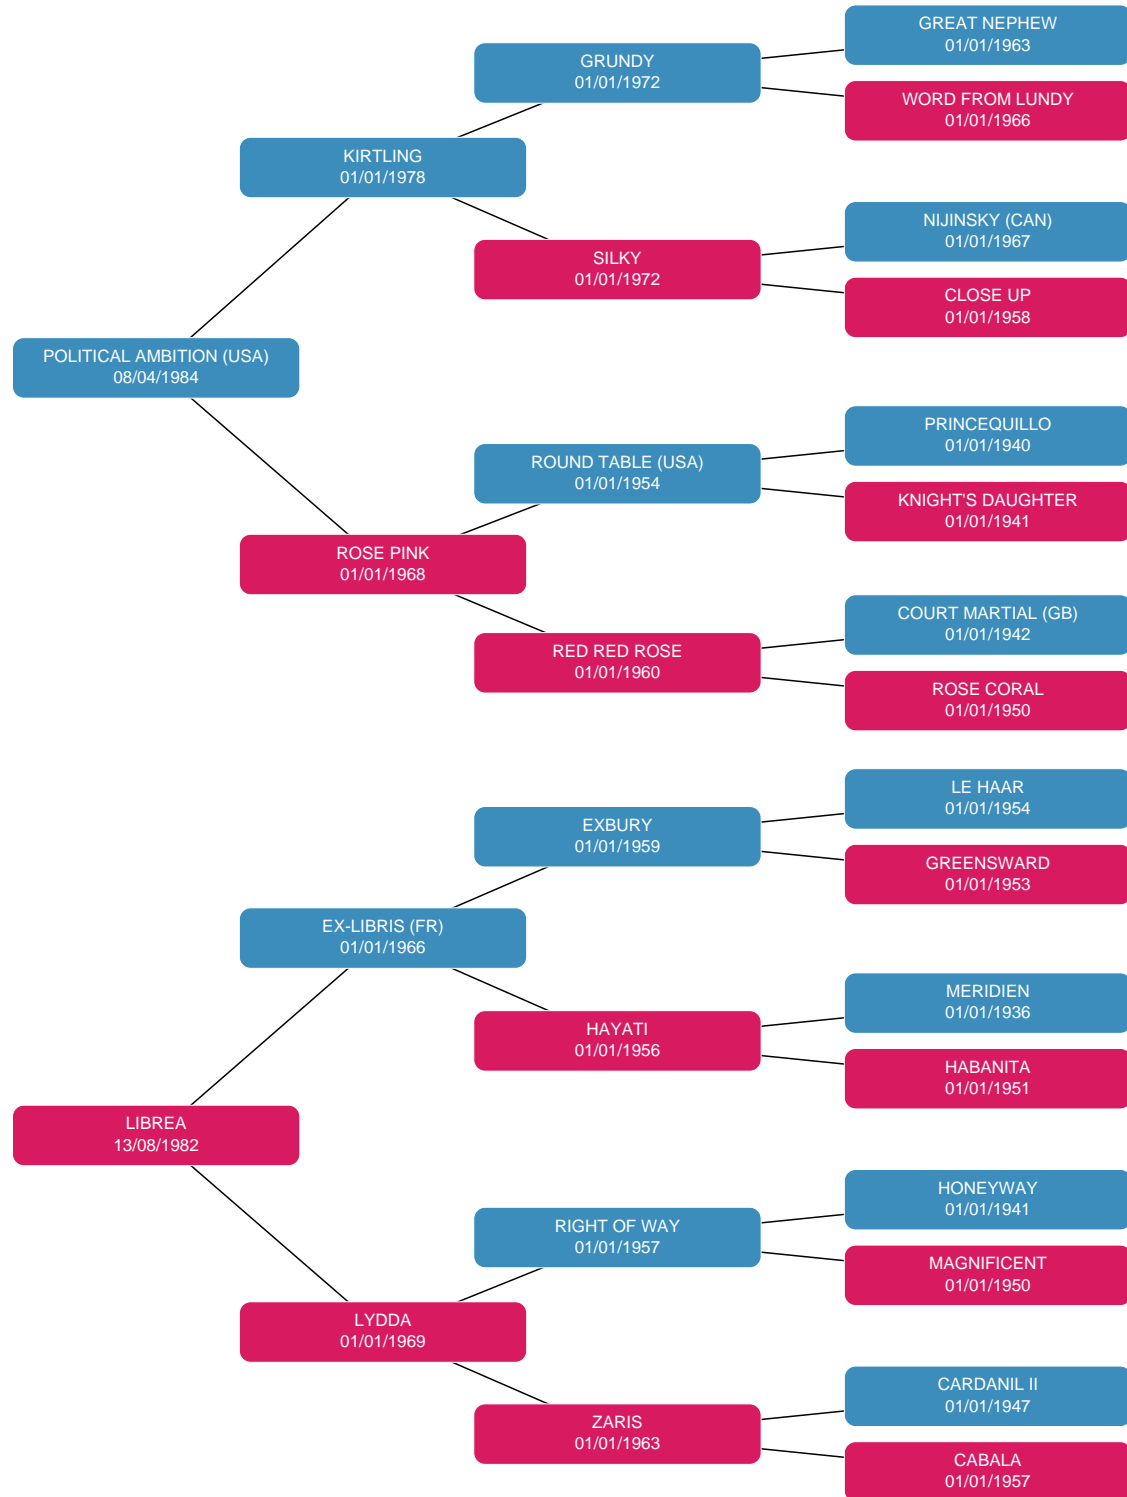 GREAT NEPHEW
01/01/1963
GRUNDY
01/01/1972
WORD FROM LUNDY
01/01/1966
KIRTLING
01/01/1978
NIJINSKY (CAN)
01/01/1967
SILKY
01/01/1972
CLOSE UP
01/01/1958
POLITICAL AMBITION (USA)
08/04/1984
PRINCEQUILLO
01/01/1940
ROUND TABLE (USA)
01/01/1954
KNIGHT'S DAUGHTER
01/01/1941
ROSE PINK
01/01/1968
COURT MARTIAL (GB)
01/01/1942
RED RED ROSE
01/01/1960
ROSE CORAL
01/01/1950
LE HAAR
01/01/1954
EXBURY
01/01/1959
GREENSWARD
01/01/1953
EX-LIBRIS (FR)
01/01/1966
MERIDIEN
01/01/1936
HAYATI
01/01/1956
HABANITA
01/01/1951
LIBREA
13/08/1982
HONEYWAY
01/01/1941
RIGHT OF WAY
01/01/1957
MAGNIFICENT
01/01/1950
LYDDA
01/01/1969
CARDANIL II
01/01/1947
ZARIS
01/01/1963
CABALA
01/01/1957